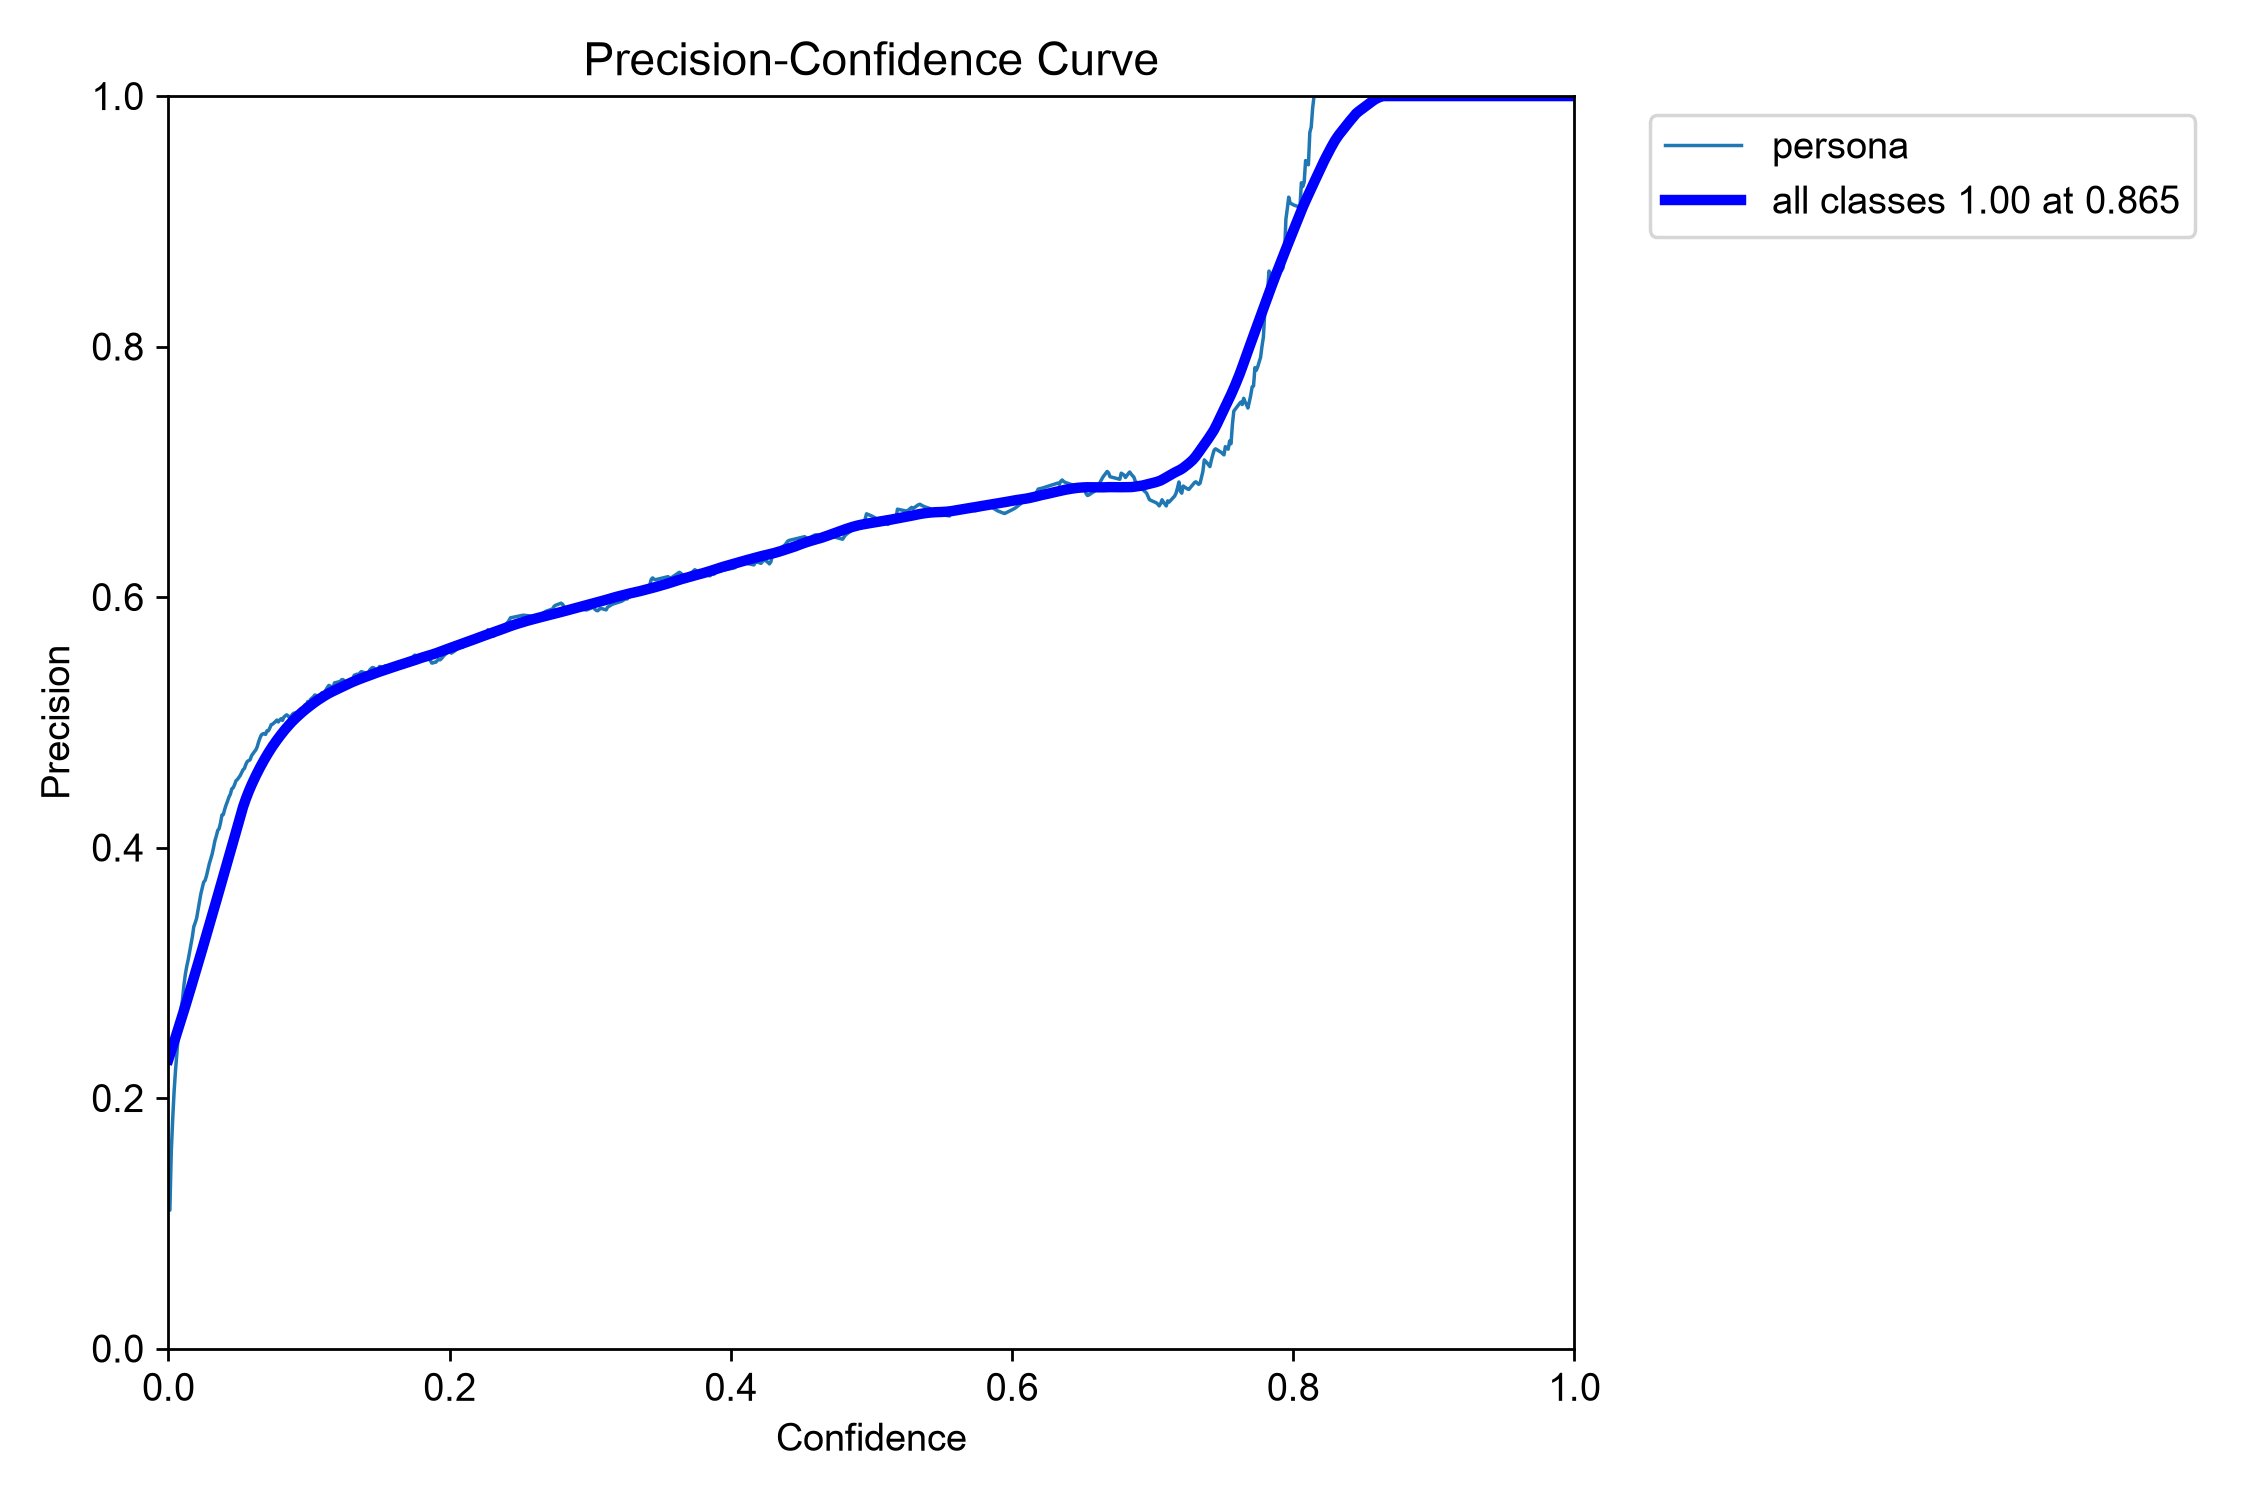 Precision-Confidence Curve
persona
all classes 1.00 at 0.865
1.0
0.8
0.6
0.4
0.2
0.0
Precision
0.0 0.2 0.4 0.6 0.8 1.0
Confidence